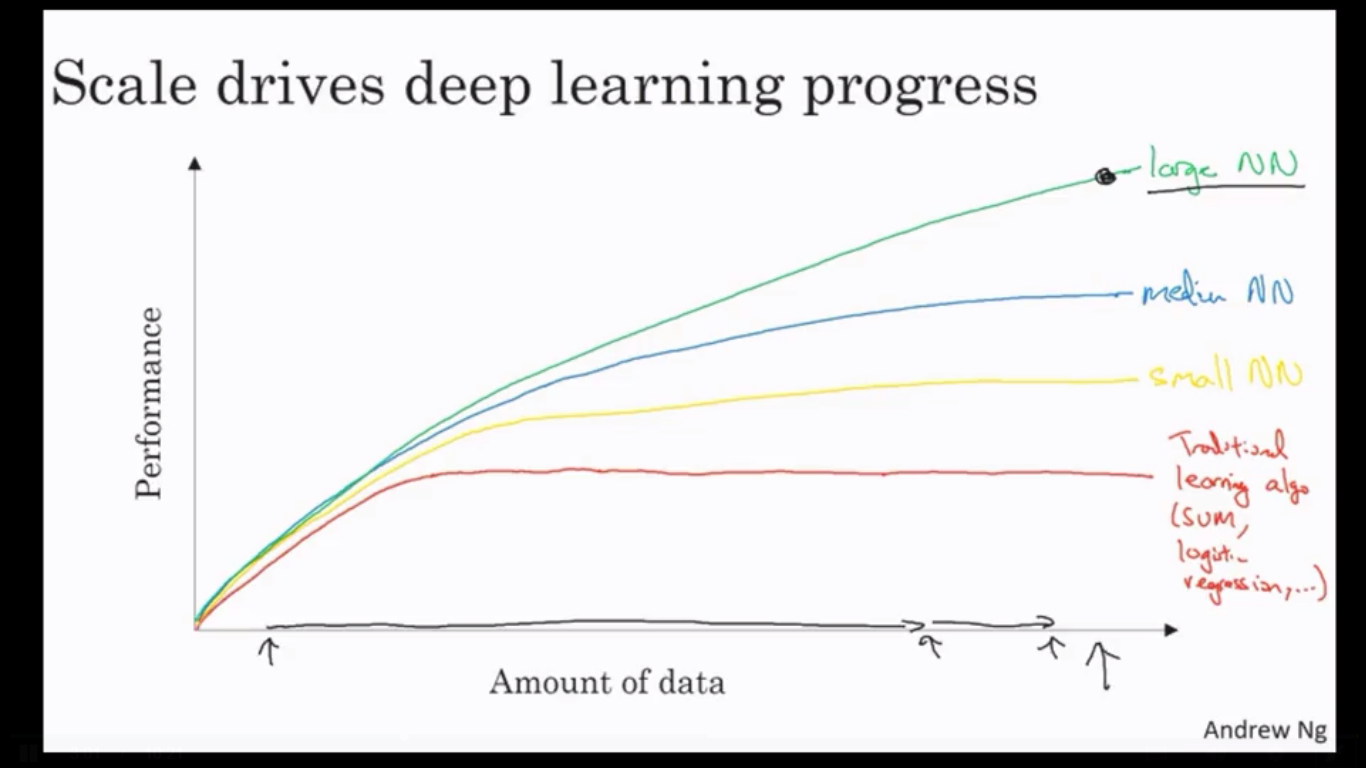 Scale drives deep learning progress
large NN
medium NN
small NN
Traditional
learning algo
(SVM,
logistic
regression,...)
Performance
Amount of data
Andrew Ng